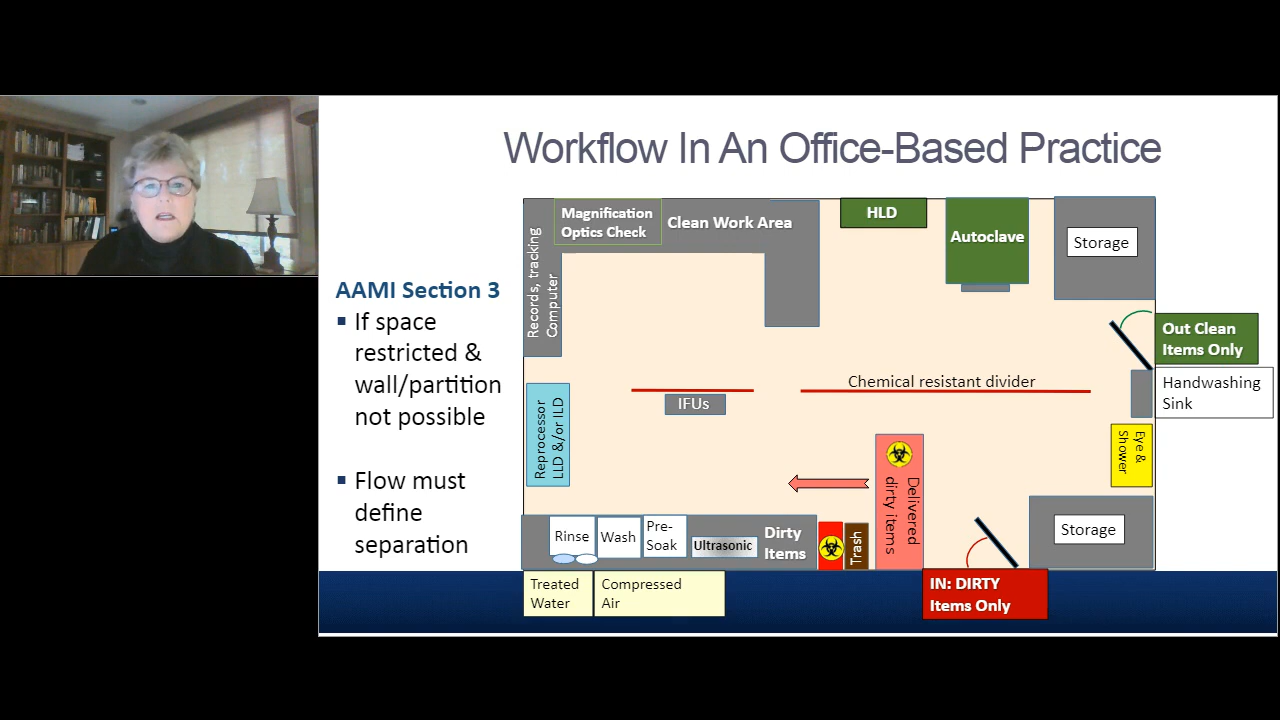 Workflow In An Office-Based Practice
AAMI Section 3
If space
restricted &
wall/partition
not possible
Flow must
define
separation
Records, tracking
Computer
Magnification
Optics Check
Clean Work Area
HLD
Autoclave
Storage
Out Clean
Items Only
Handwashing
Sink
Chemical resistant divider
IFUs
Reprocessor
LLD &/or ILD
Eye &
Shower
Delivered
dirty items
Rinse
Wash
Pre-
Soak
Ultrasonic
Dirty
Items
Trash
Storage
Treated
Water
Compressed
Air
IN: DIRTY
Items Only